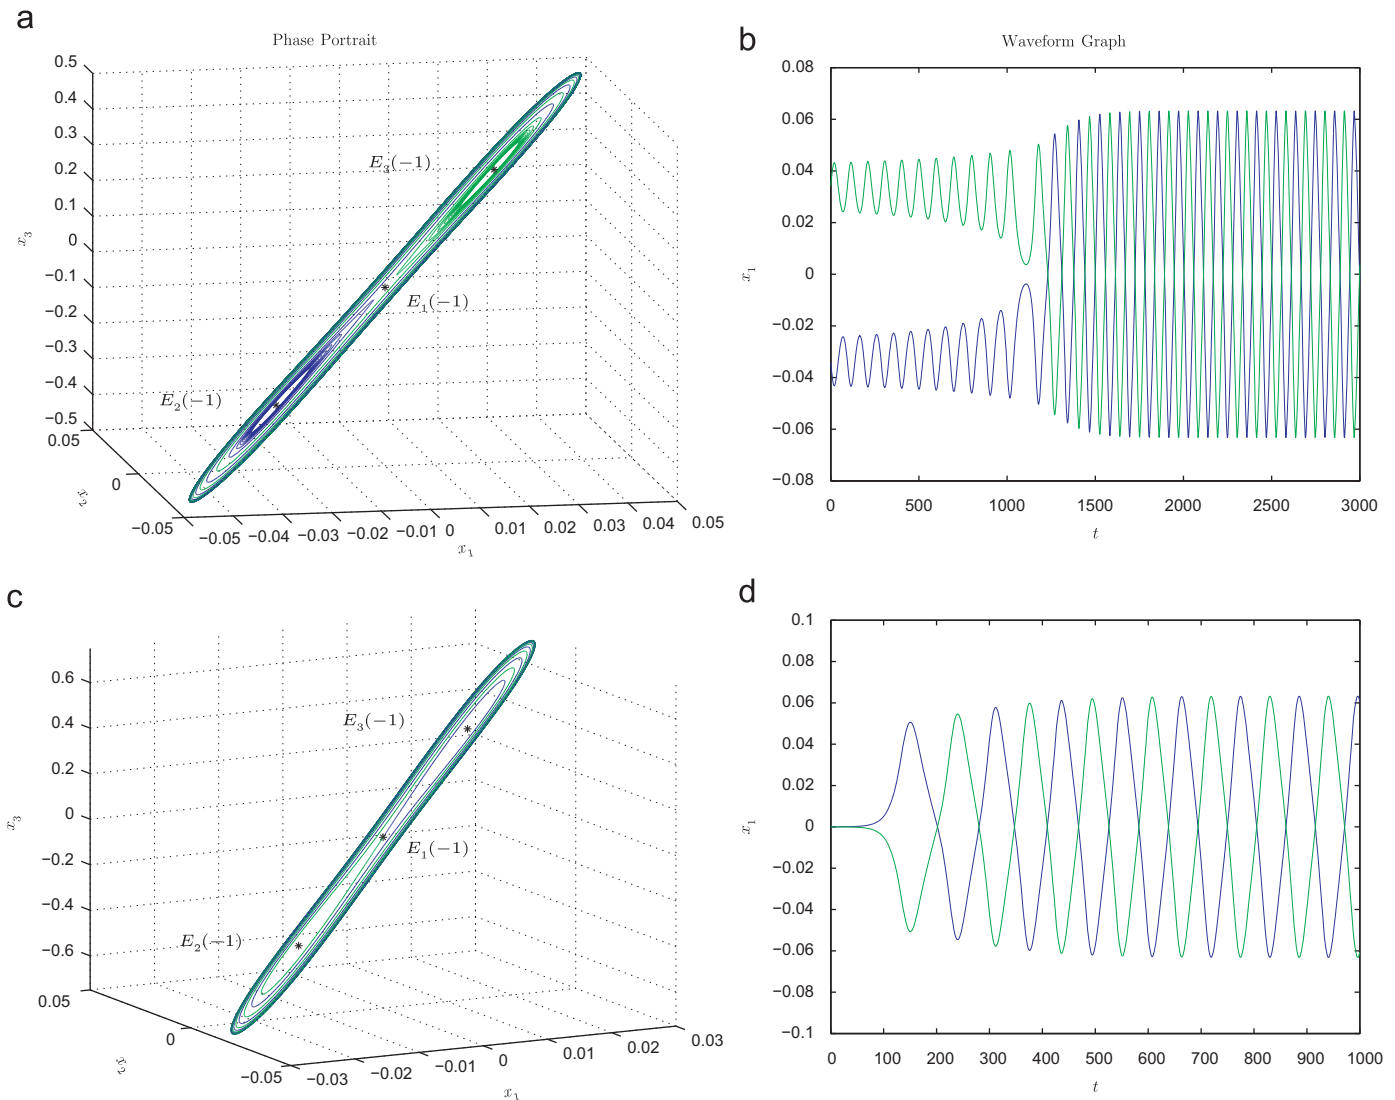 a
Phase Portrait
0.5
0.4
0.3
0.2
0.1
0
−0.1
−0.2
−0.3
−0.4
−0.5
x3
0.05
0
−0.05
x2
−0.05 −0.04 −0.03 −0.02 −0.01 0 0.01 0.02 0.03 0.04 0.05
x1
E3(−1)
E1(−1)
E2(−1)
b
Waveform Graph
0.08
0.06
0.04
0.02
0
−0.02
−0.04
−0.06
−0.08
x1
0 500 1000 1500 2000 2500 3000
t
c
0.6
0.4
0.2
0
−0.2
−0.4
−0.6
x3
0.05
0
−0.05
x2
−0.03 −0.02 −0.01 0 0.01 0.02 0.03
x1
E3(−1)
E1(−1)
E2(−1)
d
0.1
0.08
0.06
0.04
0.02
0
−0.02
−0.04
−0.06
−0.08
−0.1
x1
0 100 200 300 400 500 600 700 800 900 1000
t